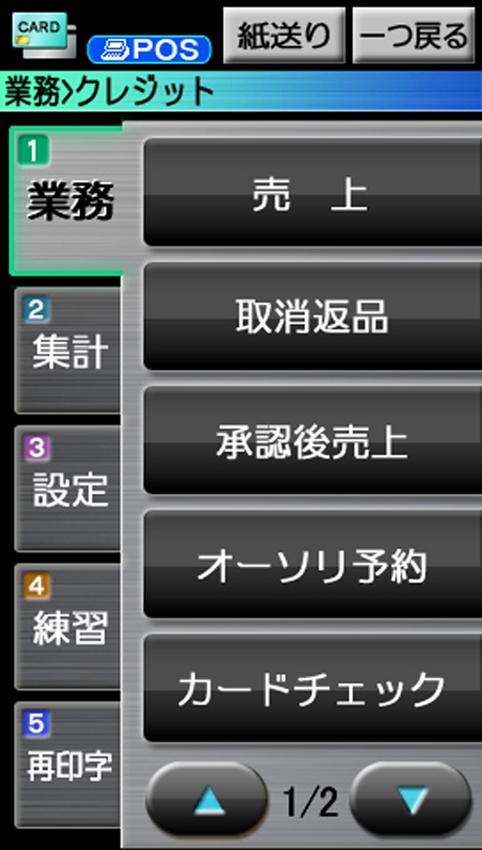 CARD
POS
紙送り
一つ戻る
業務>クレジット
1
業務
2
集計
3
設定
4
練習
5
再印字
売 上
取消返品
承認後売上
オーソリ予約
カードチェック
1/2